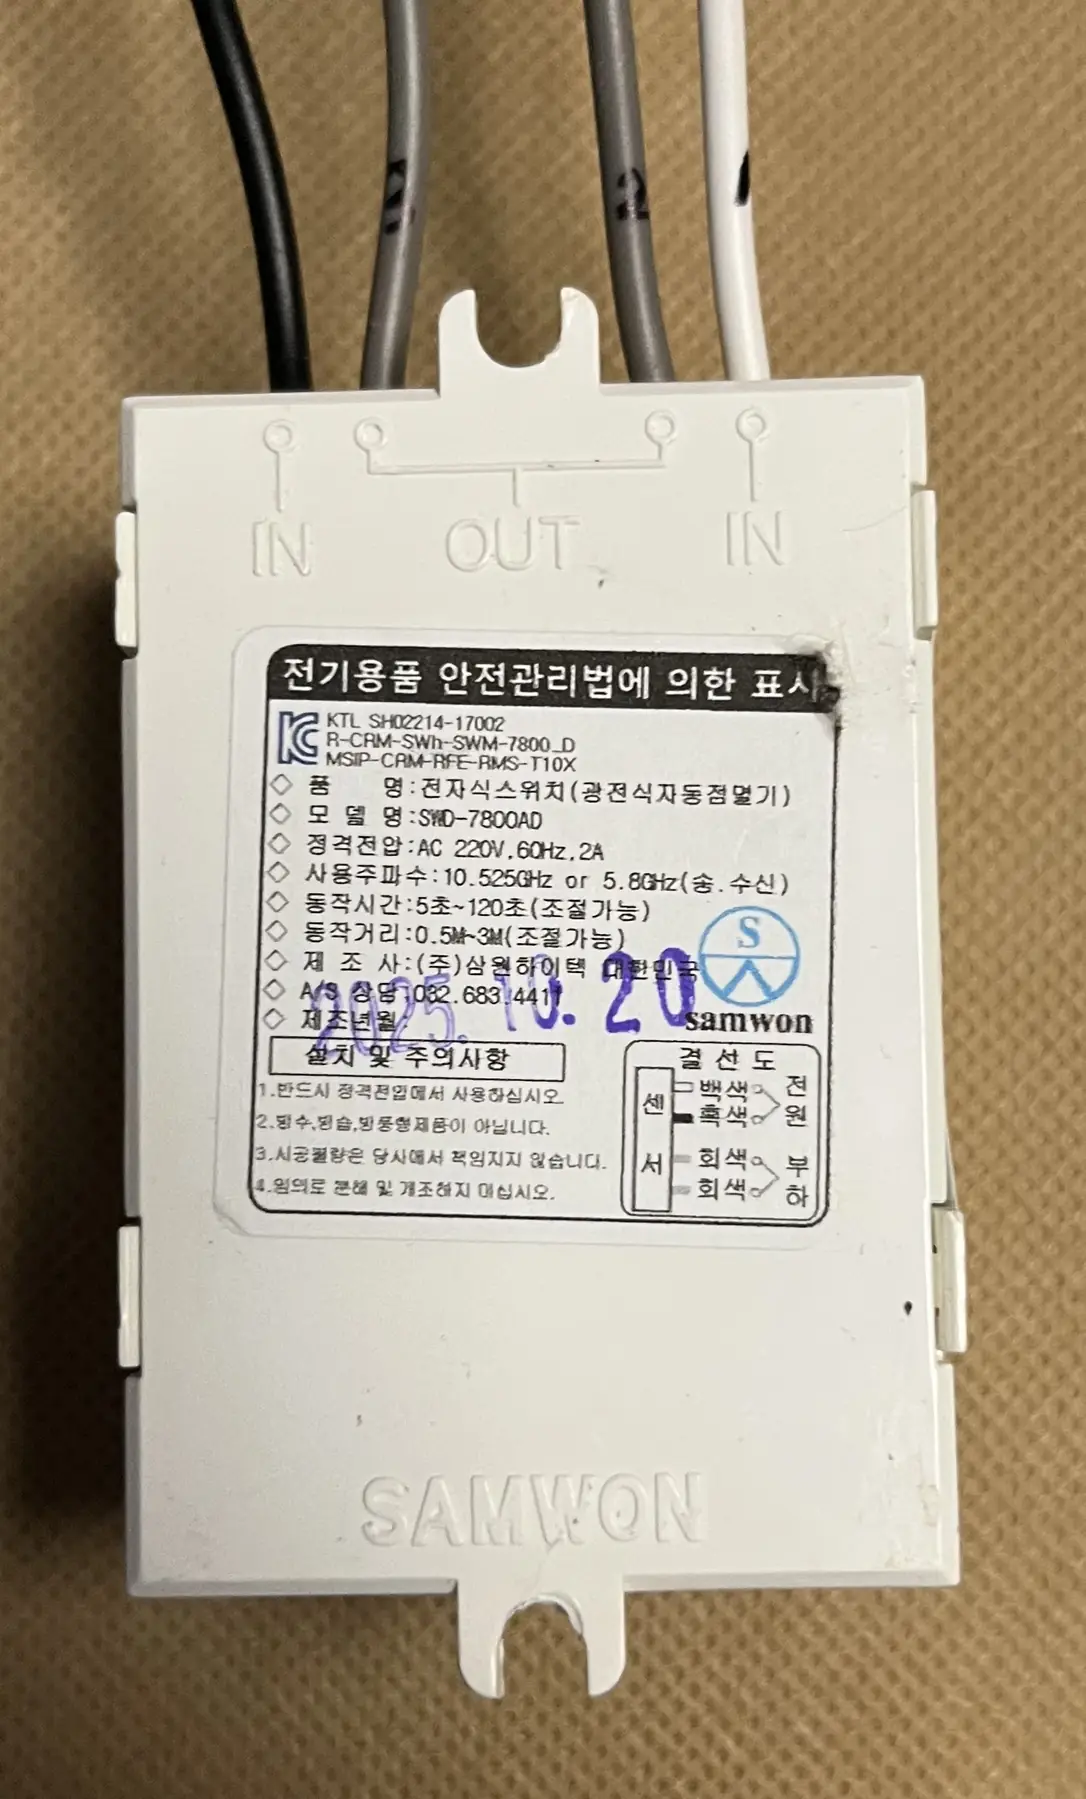 2
IN OUT IN
전기용품 안전관리법에 의한 표시
KTL SH02214-17002
R-CRM-SWh-SWM-7800_D
MSIP-CRM-RFE-RMS-T10X
◇ 품 명:전자식스위치(광전식자동점멸기)
◇ 모 델 명:SWD-7800AD
◇ 정격전압:AC 220V,60Hz,2A
◇ 사용주파수:10.525GHz or 5.8GHz(송.수신)
◇ 동작시간:5초~120초(조절가능)
◇ 동작거리:0.5M~3M(조절가능)
◇ 제 조 사:(주)삼원하이텍 대한민국
◇ A/S 상담:032.683.4411
◇ 제조년월
2025. 10. 20
S
samwon
설치 및 주의사항
1.반드시 정격전압에서 사용하십시오.
2.방수,방습,방풍형제품이 아닙니다.
3.시공불량은 당사에서 책임지지 않습니다.
4.임의로 분해 및 개조하지 마십시오.
결 선 도
센서
백색
흑색
전원
회색
회색
부하
SAMWON